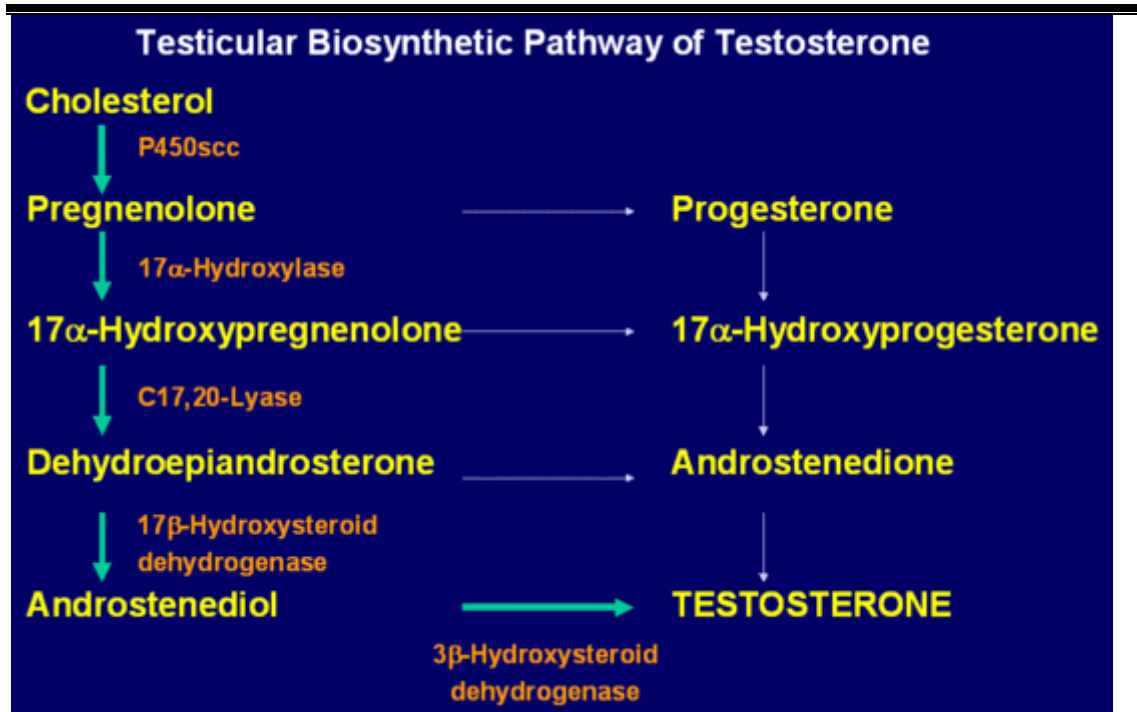 Testicular Biosynthetic Pathway of Testosterone
Cholesterol
P450scc
Pregnenolone
Progesterone
17α-Hydroxylase
17α-Hydroxypregnenolone
17α-Hydroxyprogesterone
C17,20-Lyase
Dehydroepiandrosterone
Androstenedione
17β-Hydroxysteroid
dehydrogenase
Androstenediol
TESTOSTERONE
3β-Hydroxysteroid
dehydrogenase